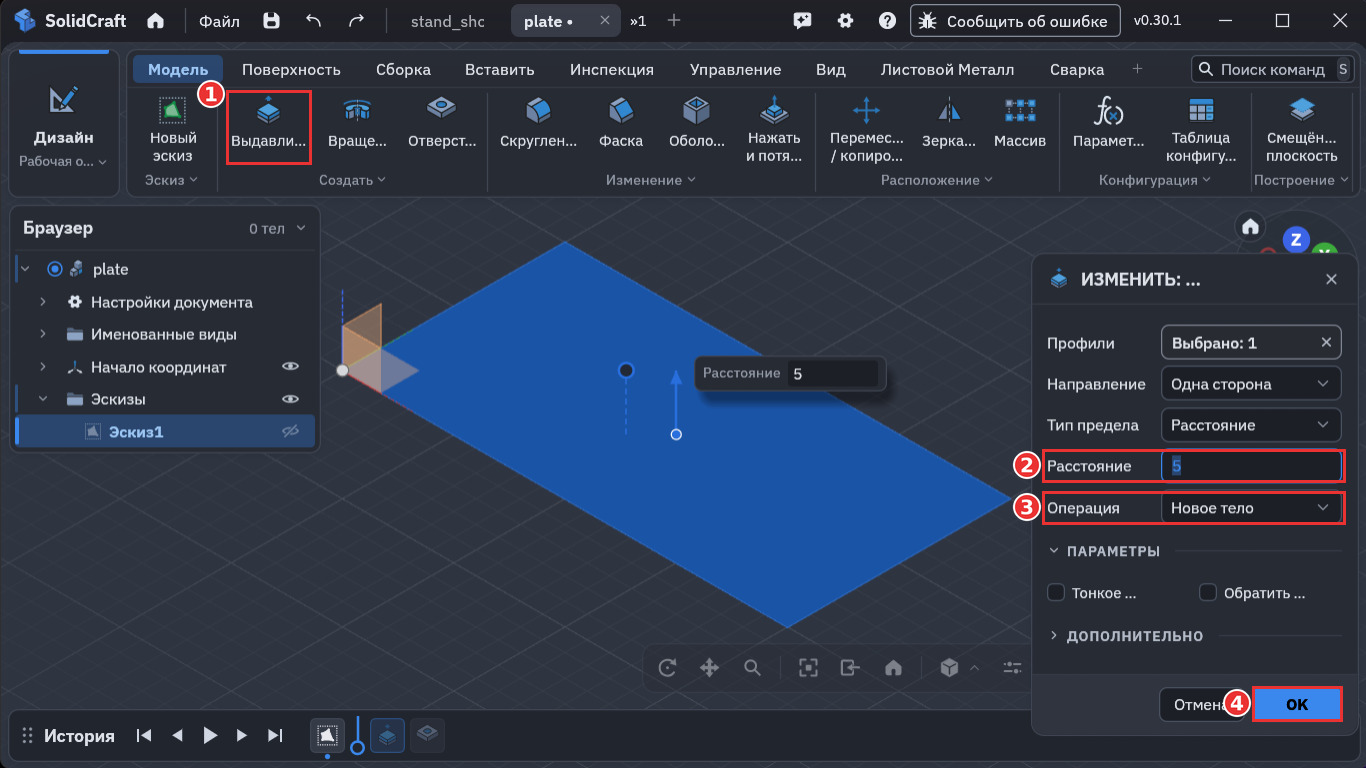 SolidCraft
Файл
stand_shc
plate •
»1
Сообщить об ошибке
v0.30.1
Дизайн
Рабочая о...
Модель
Поверхность
Сборка
Вставить
Инспекция
Управление
Вид
Листовой Металл
Сварка
Поиск команд
S
1
Новый
эскиз
Выдавли...
Враще...
Отверст...
Скруглен...
Фаска
Оболо...
Нажать
и потя...
Перемес...
/ копиро...
Зерка...
Массив
Парамет...
Таблица
конфигу...
Смещён...
плоскость
Эскиз
Создать
Изменение
Расположение
Конфигурация
Построение
Браузер
0 тел
plate
Настройки документа
Именованные виды
Начало координат
Эскизы
Эскиз1
Расстояние
5
Z
ИЗМЕНИТЬ: ...
Профили
Выбрано: 1
Направление
Одна сторона
Тип предела
Расстояние
2
Расстояние
5
3
Операция
Новое тело
ПАРАМЕТРЫ
Тонкое ...
Обратить ...
ДОПОЛНИТЕЛЬНО
Отмена
4
OK
История